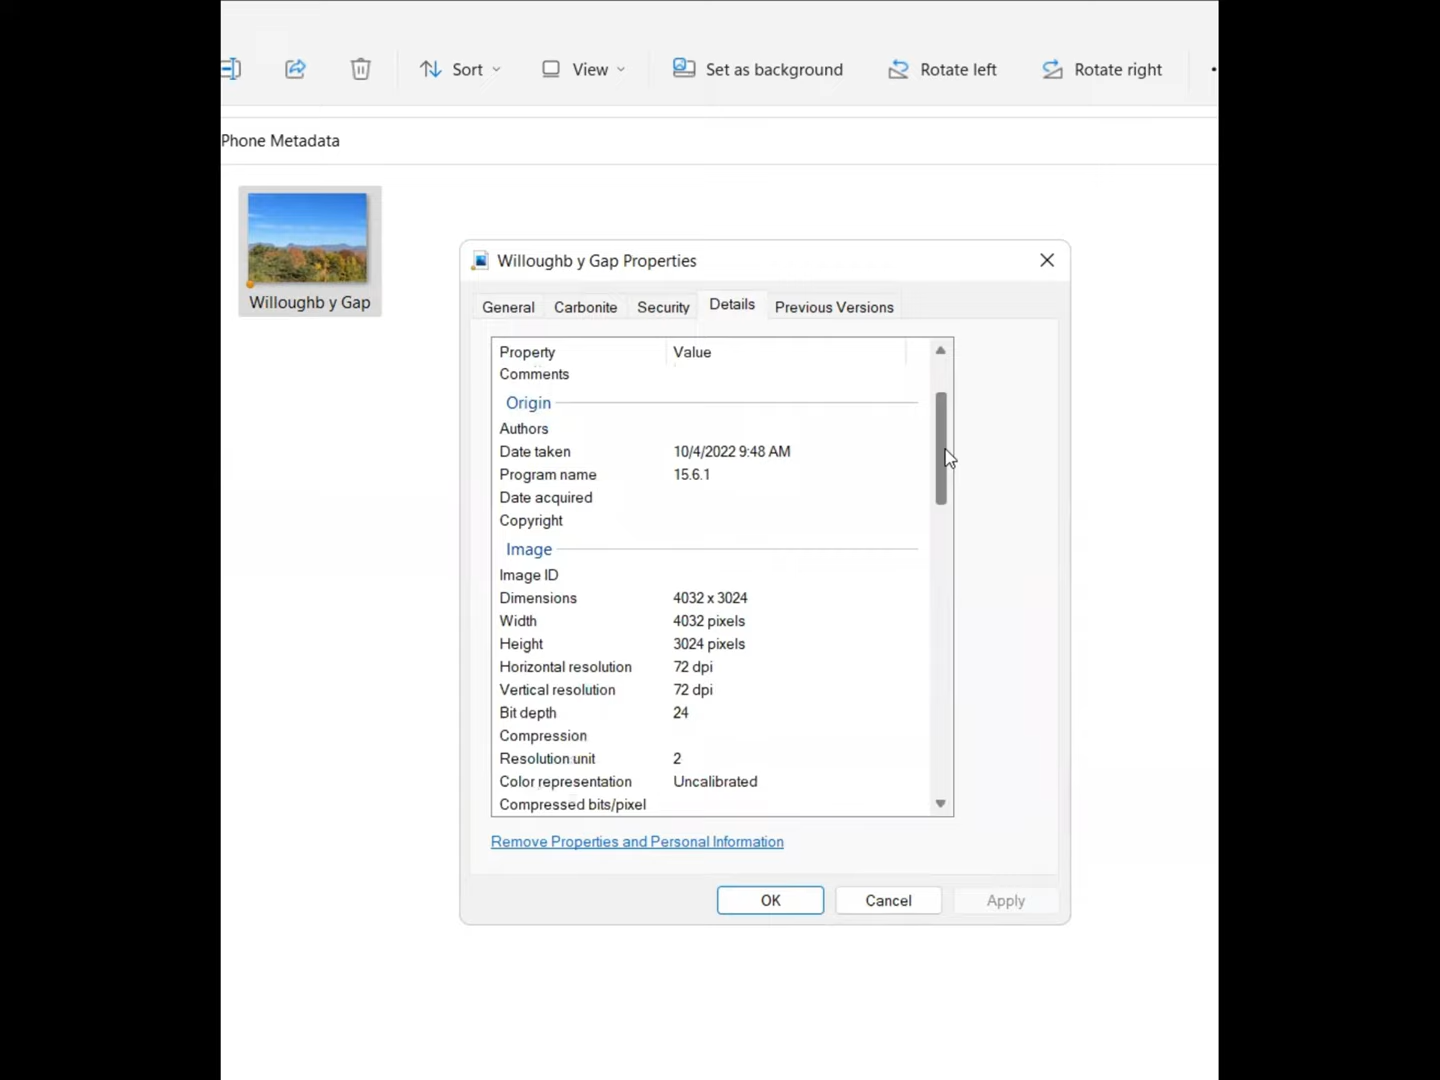 Sort View Set as background Rotate left Rotate right
Phone Metadata
Willoughb y Gap
Willoughb y Gap Properties
General Carbonite Security Details Previous Versions
Property Value
Comments
Origin
Authors
Date taken 10/4/2022 9:48 AM
Program name 15.6.1
Date acquired
Copyright
Image
Image ID
Dimensions 4032 x 3024
Width 4032 pixels
Height 3024 pixels
Horizontal resolution 72 dpi
Vertical resolution 72 dpi
Bit depth 24
Compression
Resolution unit 2
Color representation Uncalibrated
Compressed bits/pixel
Remove Properties and Personal Information
OK Cancel Apply